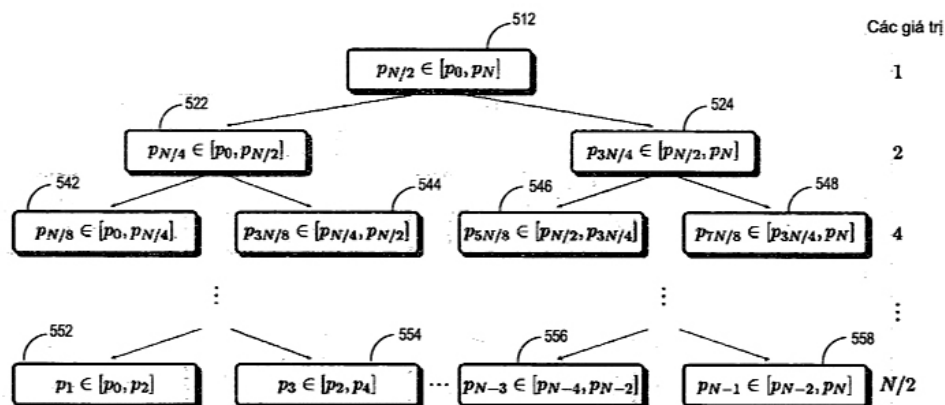 512
Các giá trị
p_{N/2} ∈ [p_0, p_N]
1
522
524
p_{N/4} ∈ [p_0, p_{N/2}]
p_{3N/4} ∈ [p_{N/2}, p_N]
2
542
544
546
548
p_{N/8} ∈ [p_0, p_{N/4}]
p_{3N/8} ∈ [p_{N/4}, p_{N/2}]
p_{5N/8} ∈ [p_{N/2}, p_{3N/4}]
p_{7N/8} ∈ [p_{3N/4}, p_N]
4
⋮
⋮
⋮
552
554
556
558
p_1 ∈ [p_0, p_2]
p_3 ∈ [p_2, p_4]
···
p_{N-3} ∈ [p_{N-4}, p_{N-2}]
p_{N-1} ∈ [p_{N-2}, p_N]
N/2